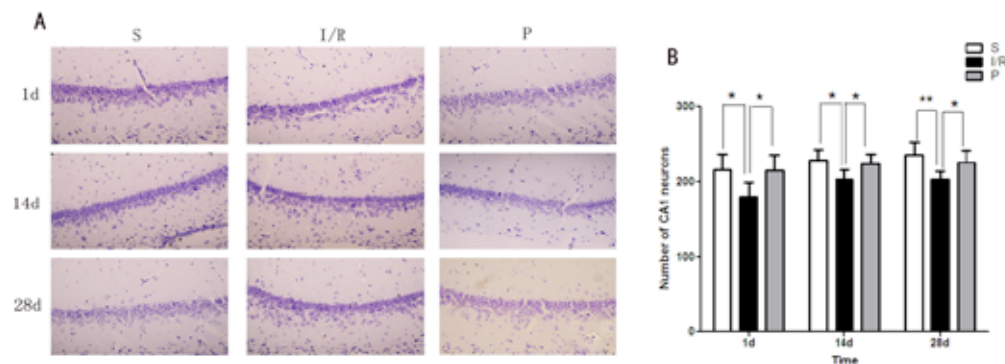 A
S I/R P
1d
14d
28d
B
S
I/R
P
* * * * ** *
300
200
100
0
Number of CA1 neurons
1d 14d 28d
Time